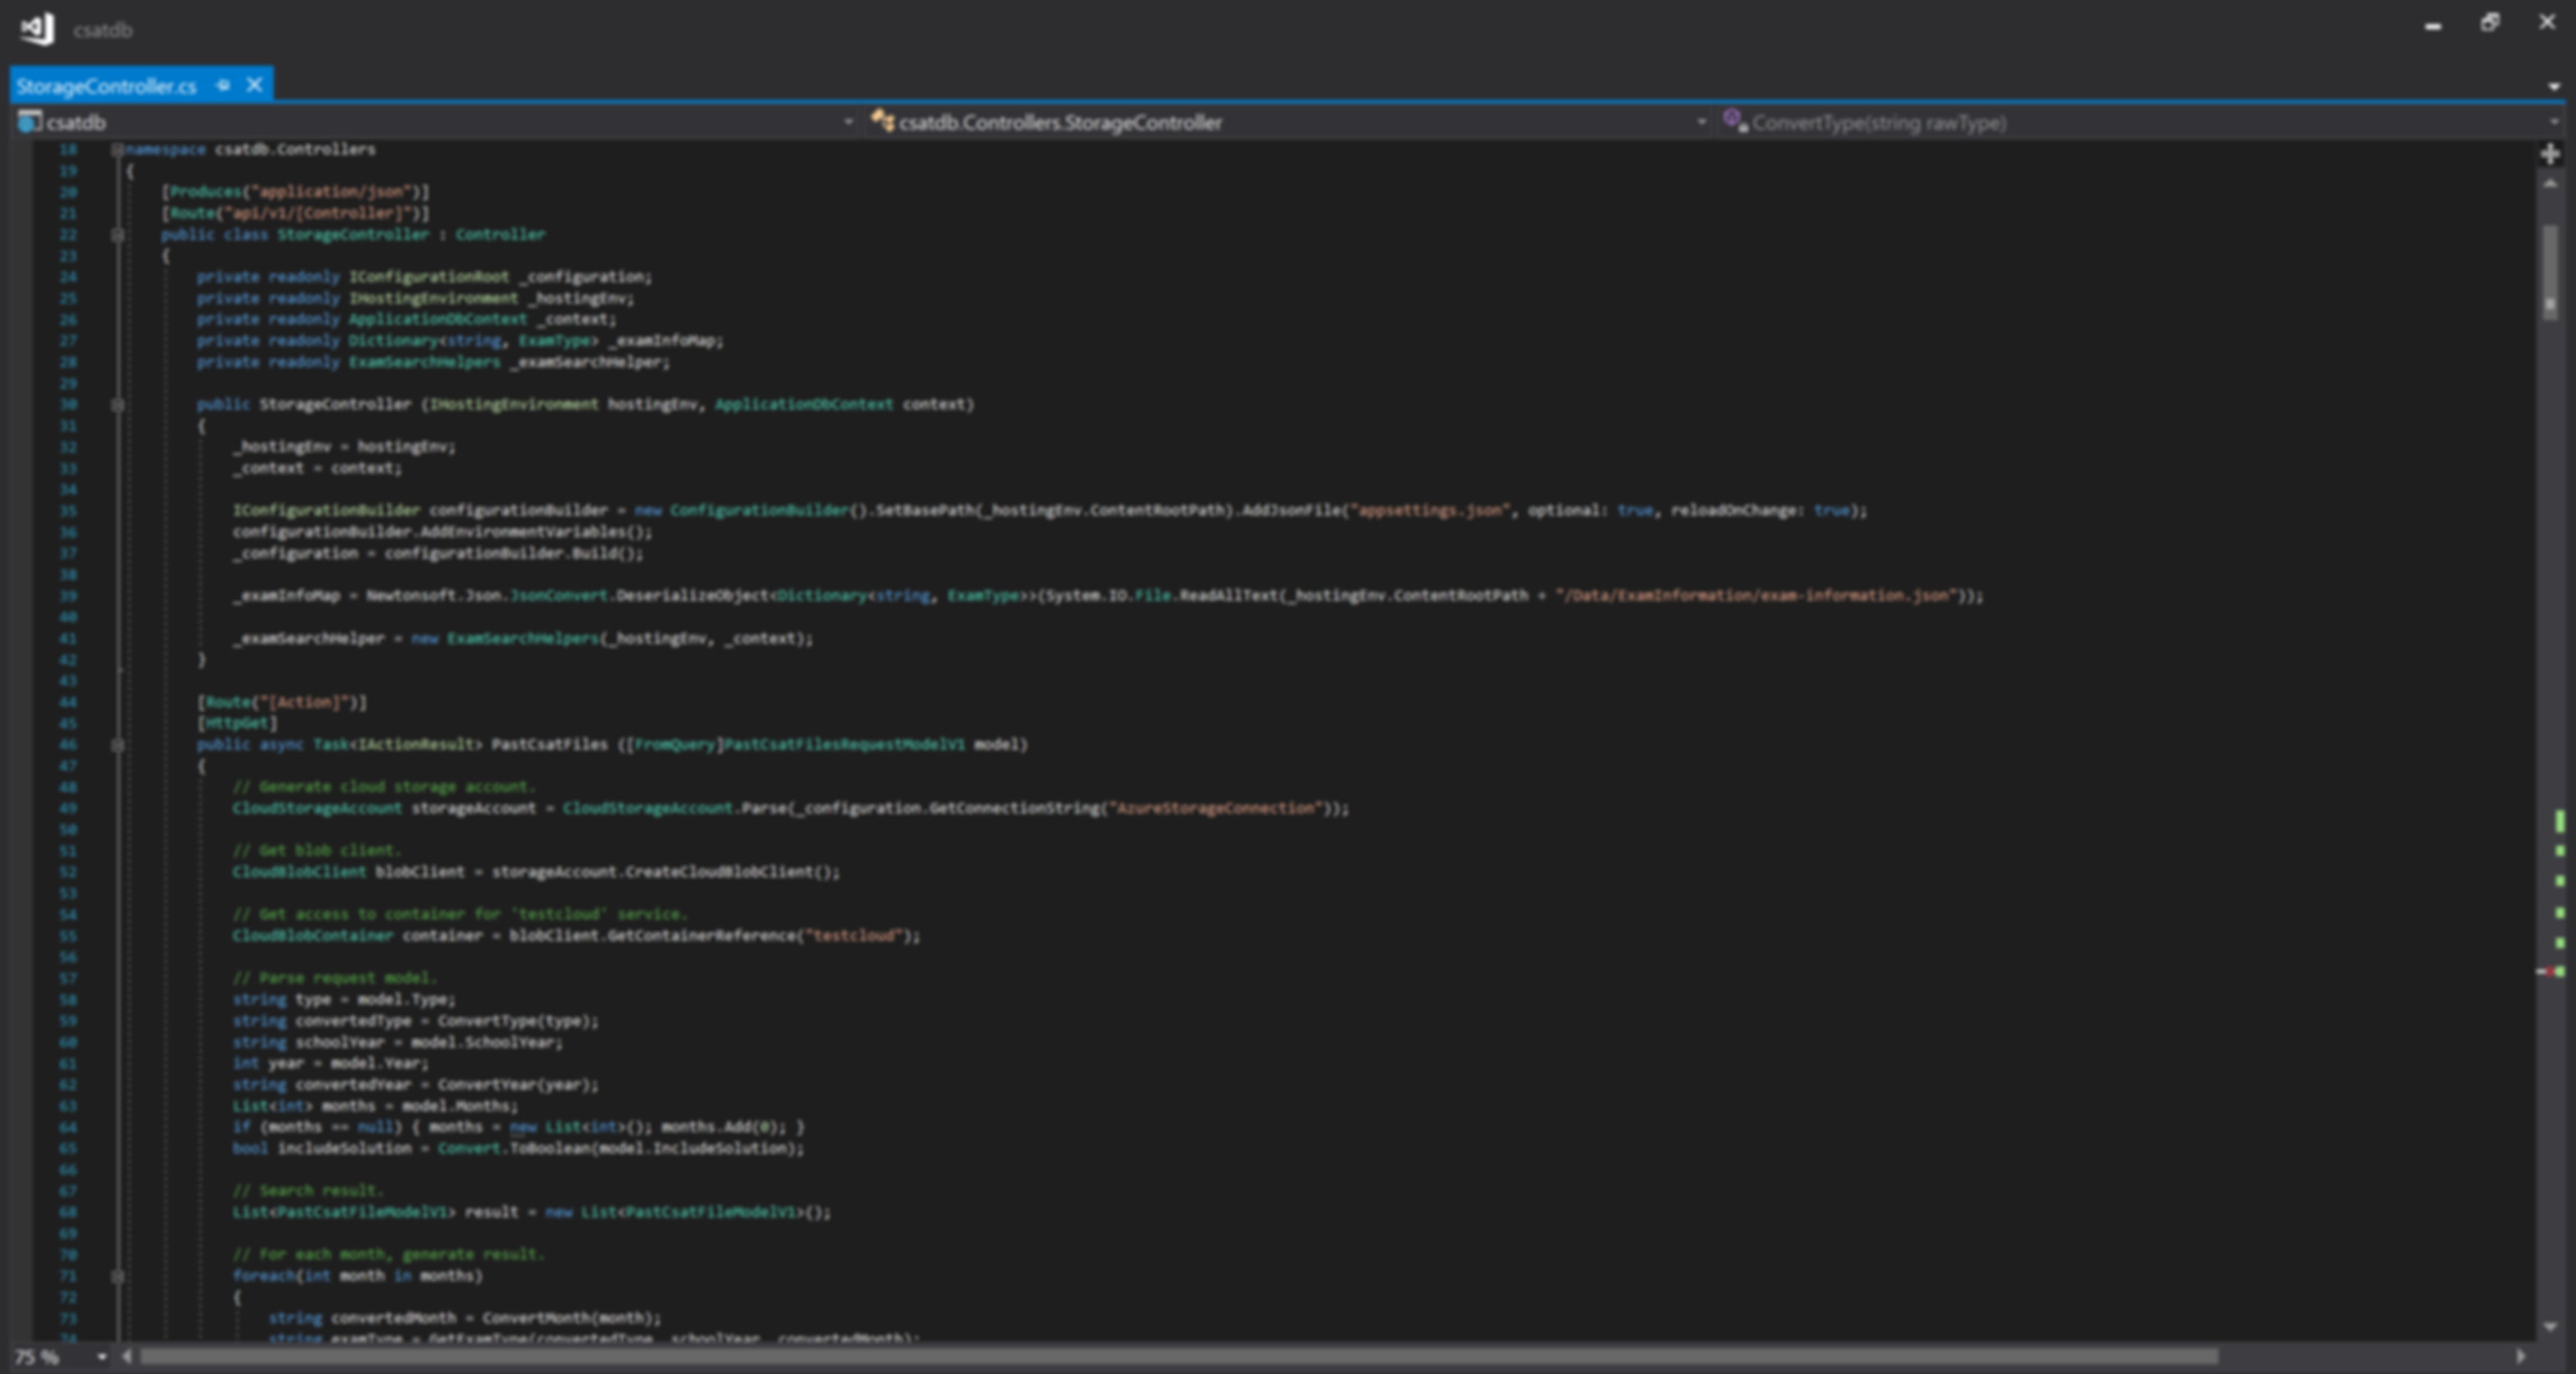 csatdb
StorageController.cs
csatdb
csatdb.Controllers.StorageController
ConvertType(string rawType)
18 namespace csatdb.Controllers
19 {
20 [Produces("application/json")]
21 [Route("api/v1/[Controller]")]
22 public class StorageController : Controller
23 {
24 private readonly IConfigurationRoot _configuration;
25 private readonly IHostingEnvironment _hostingEnv;
26 private readonly ApplicationDbContext _context;
27 private readonly Dictionary<string, ExamType> _examInfoMap;
28 private readonly ExamSearchHelpers _examSearchHelper;
29
30 public StorageController (IHostingEnvironment hostingEnv, ApplicationDbContext context)
31 {
32 _hostingEnv = hostingEnv;
33 _context = context;
34
35 IConfigurationBuilder configurationBuilder = new ConfigurationBuilder().SetBasePath(_hostingEnv.ContentRootPath).AddJsonFile("appsettings.json", optional: true, reloadOnChange: true);
36 configurationBuilder.AddEnvironmentVariables();
37 _configuration = configurationBuilder.Build();
38
39 _examInfoMap = Newtonsoft.Json.JsonConvert.DeserializeObject<Dictionary<string, ExamType>>(System.IO.File.ReadAllText(_hostingEnv.ContentRootPath + "/Data/ExamInformation/exam-information.json"));
40
41 _examSearchHelper = new ExamSearchHelpers(_hostingEnv, _context);
42 }
43
44 [Route("[Action]")]
45 [HttpGet]
46 public async Task<IActionResult> PastCsatFiles ([FromQuery]PastCsatFilesRequestModelV1 model)
47 {
48 // Generate cloud storage account.
49 CloudStorageAccount storageAccount = CloudStorageAccount.Parse(_configuration.GetConnectionString("AzureStorageConnection"));
50
51 // Get blob client.
52 CloudBlobClient blobClient = storageAccount.CreateCloudBlobClient();
53
54 // Get access to container for 'testcloud' service.
55 CloudBlobContainer container = blobClient.GetContainerReference("testcloud");
56
57 // Parse request model.
58 string type = model.Type;
59 string convertedType = ConvertType(type);
60 string schoolYear = model.SchoolYear;
61 int year = model.Year;
62 string convertedYear = ConvertYear(year);
63 List<int> months = model.Months;
64 if (months == null) { months = new List<int>(); months.Add(0); }
65 bool includeSolution = Convert.ToBoolean(model.IncludeSolution);
66
67 // Search result.
68 List<PastCsatFileModelV1> result = new List<PastCsatFileModelV1>();
69
70 // For each month, generate result.
71 foreach(int month in months)
72 {
73 string convertedMonth = ConvertMonth(month);
74 string examType = GetExamType(convertedType, schoolYear, convertedMonth);
75 %